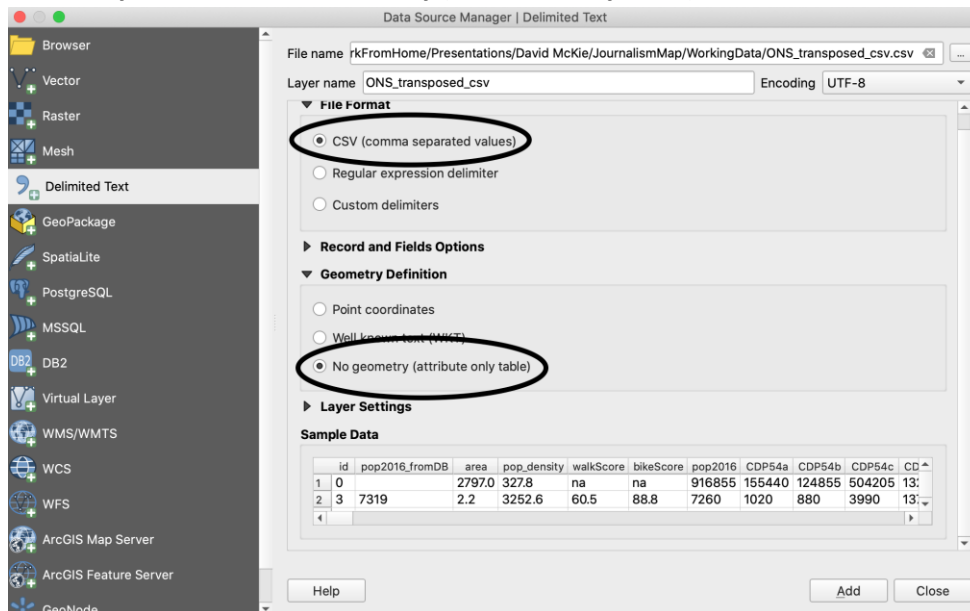 Data Source Manager | Delimited Text
Browser
Vector
Raster
Mesh
Delimited Text
GeoPackage
SpatiaLite
PostgreSQL
MSSQL
DB2 DB2
Virtual Layer
WMS/WMTS
WCS
WFS
ArcGIS Map Server
ArcGIS Feature Server
GeoNode
File name rkFromHome/Presentations/David McKie/JournalismMap/WorkingData/ONS_transposed_csv.csv ...
Layer name ONS_transposed_csv Encoding UTF-8
File Format
CSV (comma separated values)
Regular expression delimiter
Custom delimiters
Record and Fields Options
Geometry Definition
Point coordinates
Well known text (WKT)
No geometry (attribute only table)
Layer Settings
Sample Data
id pop2016_fromDB area pop_density walkScore bikeScore pop2016 CDP54a CDP54b CDP54c CD
1 0 2797.0 327.8 na na 916855 155440 124855 504205 13
2 3 7319 2.2 3252.6 60.5 88.8 7260 1020 880 3990 13
Help Add Close